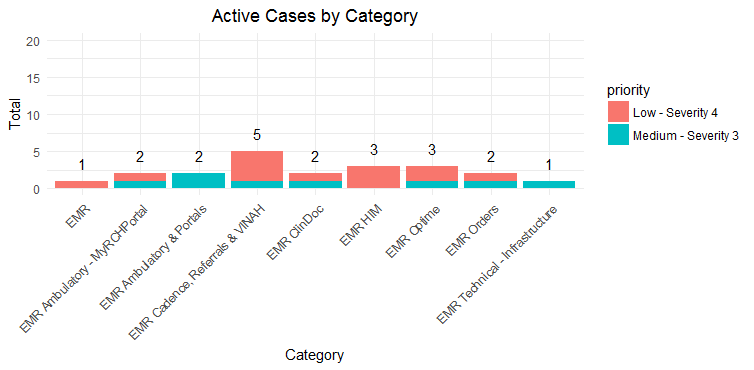 Active Cases by Category
Total
20
15
10
5
0
1
2
2
5
2
3
3
2
1
EMR
EMR Ambulatory - MyRCHPortal
EMR Ambulatory & Portals
EMR Cadence, Referrals & VINAH
EMR ClinDoc
EMR HIM
EMR Optime
EMR Orders
EMR Technical - Infrastructure
Category
priority
Low - Severity 4
Medium - Severity 3